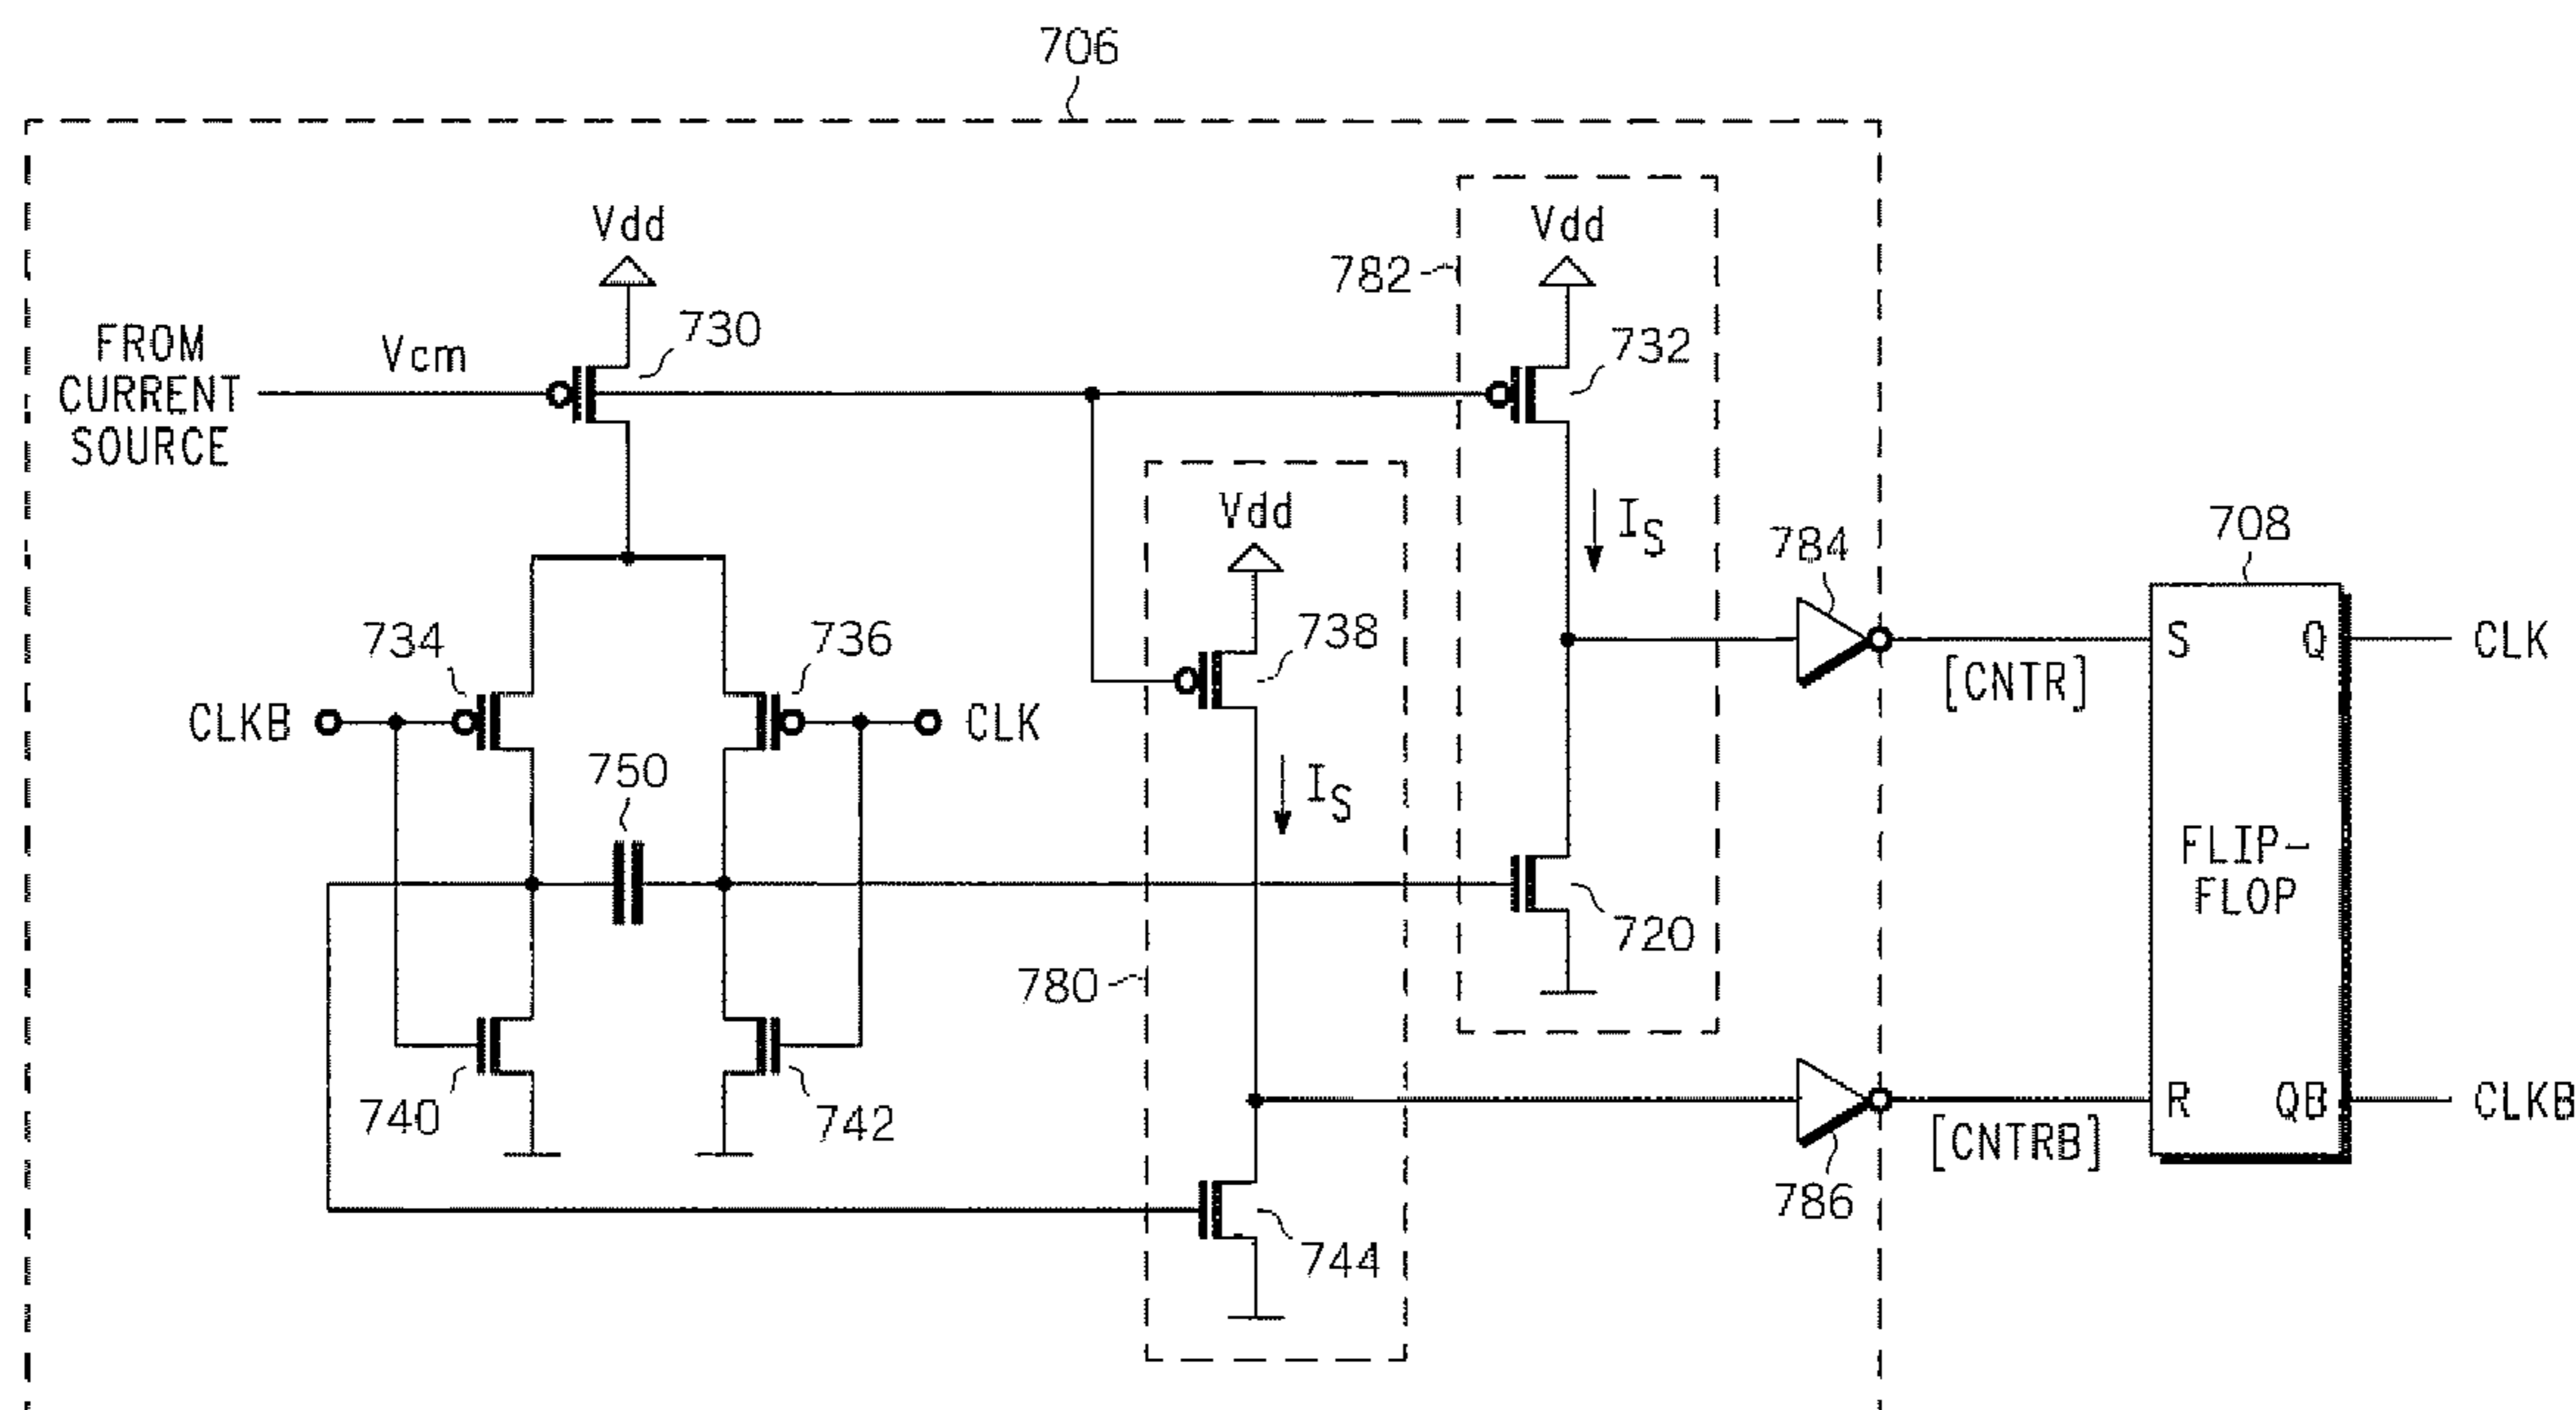 706
Vdd
Vdd
782
FROM
CURRENT
SOURCE
Vcm
730
732
Vdd
IS
784
708
734
736
738
S
Q
CLK
CLKB
CLK
[CNTR]
750
IS
FLIP-
FLOP
720
780
740
742
R
QB
CLKB
[CNTRB]
786
744